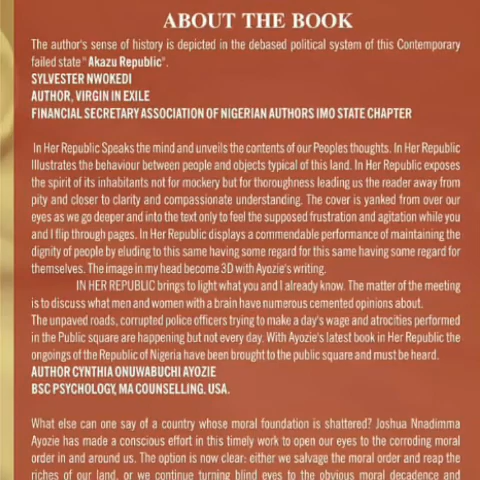 ABOUT THE BOOK
The author's sense of history is depicted in the debased political system of this Contemporary
failed state "Akazu Republic".
SYLVESTER NWOKEDI
AUTHOR, VIRGIN IN EXILE
FINANCIAL SECRETARY ASSOCIATION OF NIGERIAN AUTHORS IMO STATE CHAPTER
In Her Republic Speaks the mind and unveils the contents of our Peoples thoughts. In Her Republic
Illustrates the behaviour between people and objects typical of this land. In Her Republic exposes
the spirit of its inhabitants not for mockery but for thoroughness leading us the reader away from
pity and closer to clarity and compassionate understanding. The cover is yanked from over our
eyes as we go deeper and into the text only to feel the supposed frustration and agitation while you
and I flip through pages. In Her Republic displays a commendable performance of maintaining the
dignity of people by eluding to this same having some regard for this same having some regard for
themselves. The image in my head become 3D with Ayozie's writing.
IN HER REPUBLIC brings to light what you and I already know. The matter of the meeting
is to discuss what men and women with a brain have numerous cemented opinions about.
The unpaved roads, corrupted police officers trying to make a day's wage and atrocities performed
in the Public square are happening but not every day. With Ayozie's latest book in Her Republic the
ongoings of the Republic of Nigeria have been brought to the public square and must be heard.
AUTHOR CYNTHIA ONUWABUCHI AYOZIE
BSC PSYCHOLOGY, MA COUNSELLING. USA.
What else can one say of a country whose moral foundation is shattered? Joshua Nnadimma
Ayozie has made a conscious effort in this timely work to open our eyes to the corroding moral
order in and around us. The option is now clear: either we salvage the moral order and reap the
riches of our land, or we continue turning blind eyes to the obvious moral decadence and